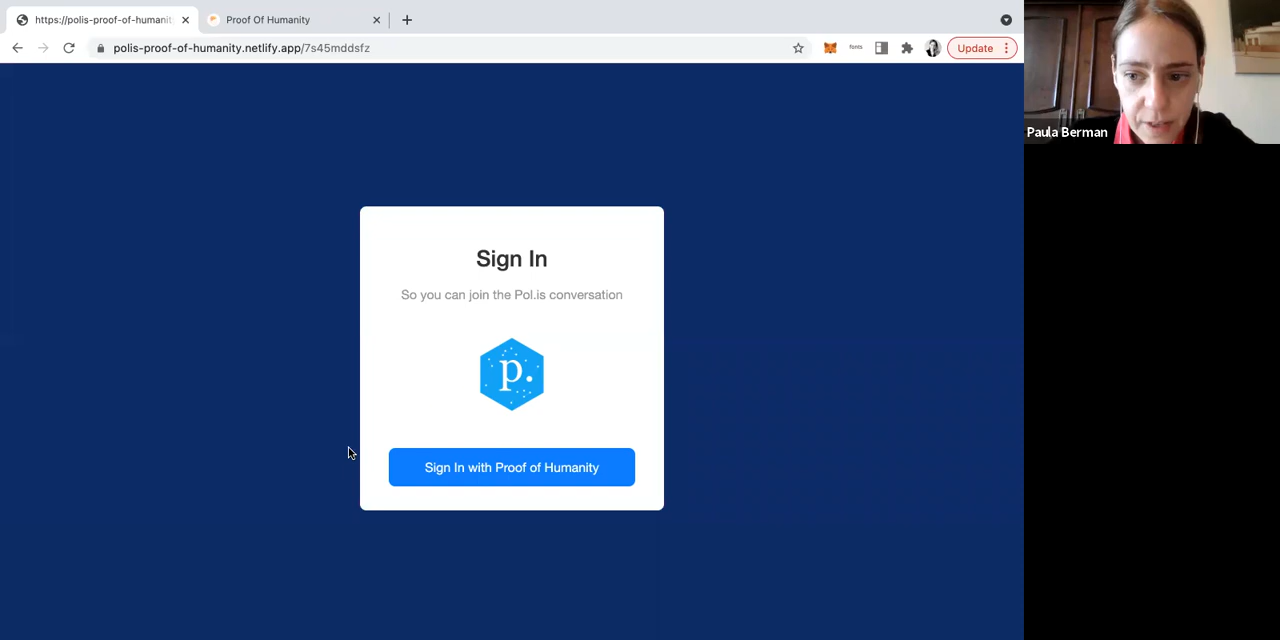 https://polis-proof-of-humanit
Proof Of Humanity
polis-proof-of-humanity.netlify.app/7s45mddsfz
fonts
Update
Paula Berman
Sign In
So you can join the Pol.is conversation
p.
Sign In with Proof of Humanity